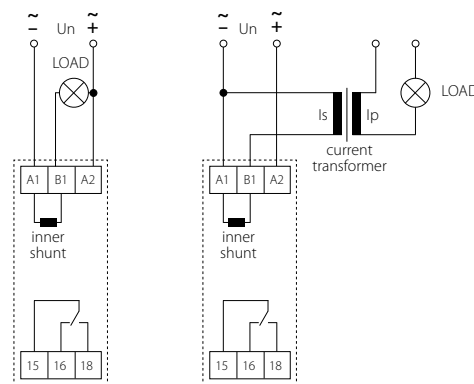 ~ Un ~
− +
LOAD
A1 B1 A2
inner
shunt
15 16 18
~ Un ~
− +
LOAD
Is Ip
current
transformer
A1 B1 A2
inner
shunt
15 16 18